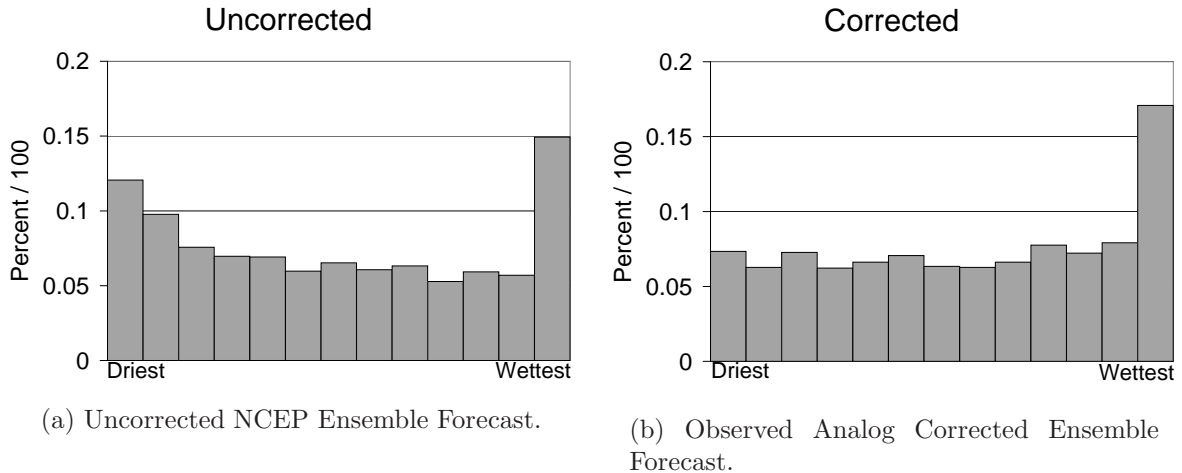 Uncorrected
Percent / 100
0.2
0.15
0.1
0.05
0
Driest
Wettest
(a) Uncorrected NCEP Ensemble Forecast.
Corrected
Percent / 100
0.2
0.15
0.1
0.05
0
Driest
Wettest
(b) Observed Analog Corrected Ensemble
Forecast.